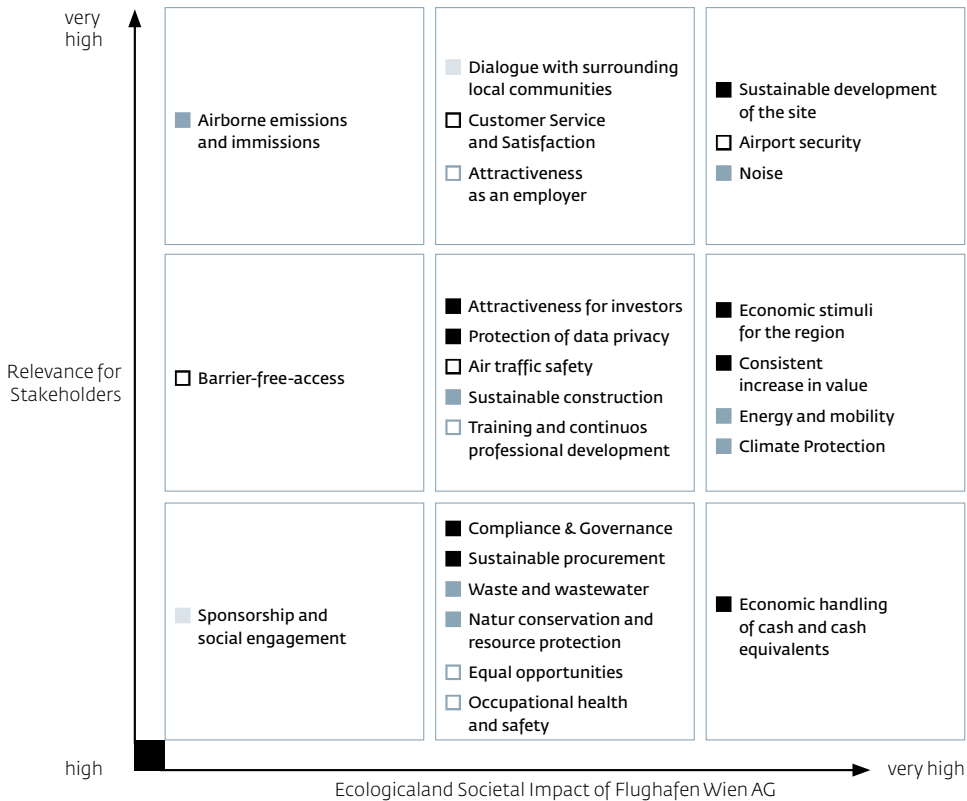 very
high
Airborne emissions
and immissions
Dialogue with surrounding
local communities
Customer Service
and Satisfaction
Attractiveness
as an employer
Sustainable development
of the site
Airport security
Noise
Relevance for
Stakeholders
Barrier-free-access
Attractiveness for investors
Protection of data privacy
Air traffic safety
Sustainable construction
Training and continuos
professional development
Economic stimuli
for the region
Consistent
increase in value
Energy and mobility
Climate Protection
Sponsorship and
social engagement
Compliance & Governance
Sustainable procurement
Waste and wastewater
Natur conservation and
resource protection
Equal opportunities
Occupational health
and safety
Economic handling
of cash and cash
equivalents
high
very high
Ecologicaland Societal Impact of Flughafen Wien AG